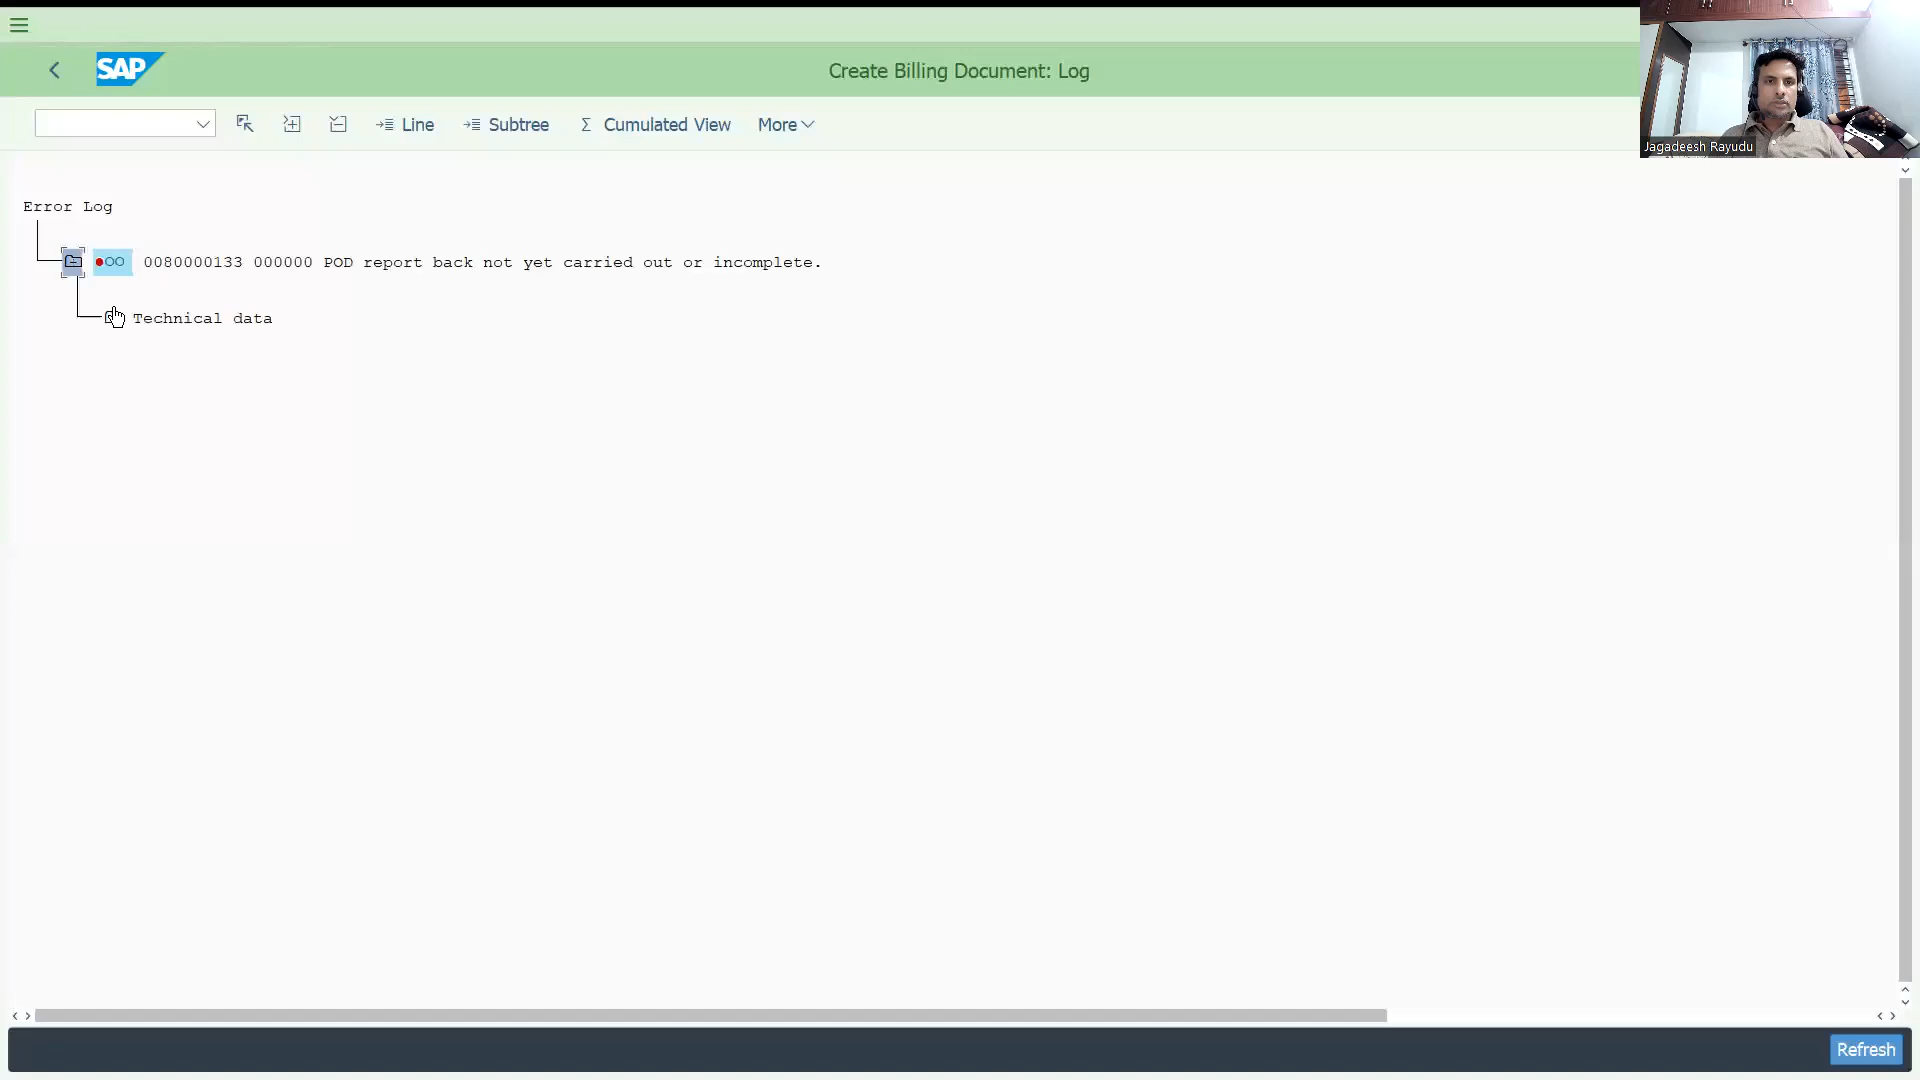 SAP
Create Billing Document: Log
Line Subtree Σ Cumulated View More
Jagadeesh Rayudu
Error Log
0080000133 000000 POD report back not yet carried out or incomplete.
Technical data
Refresh